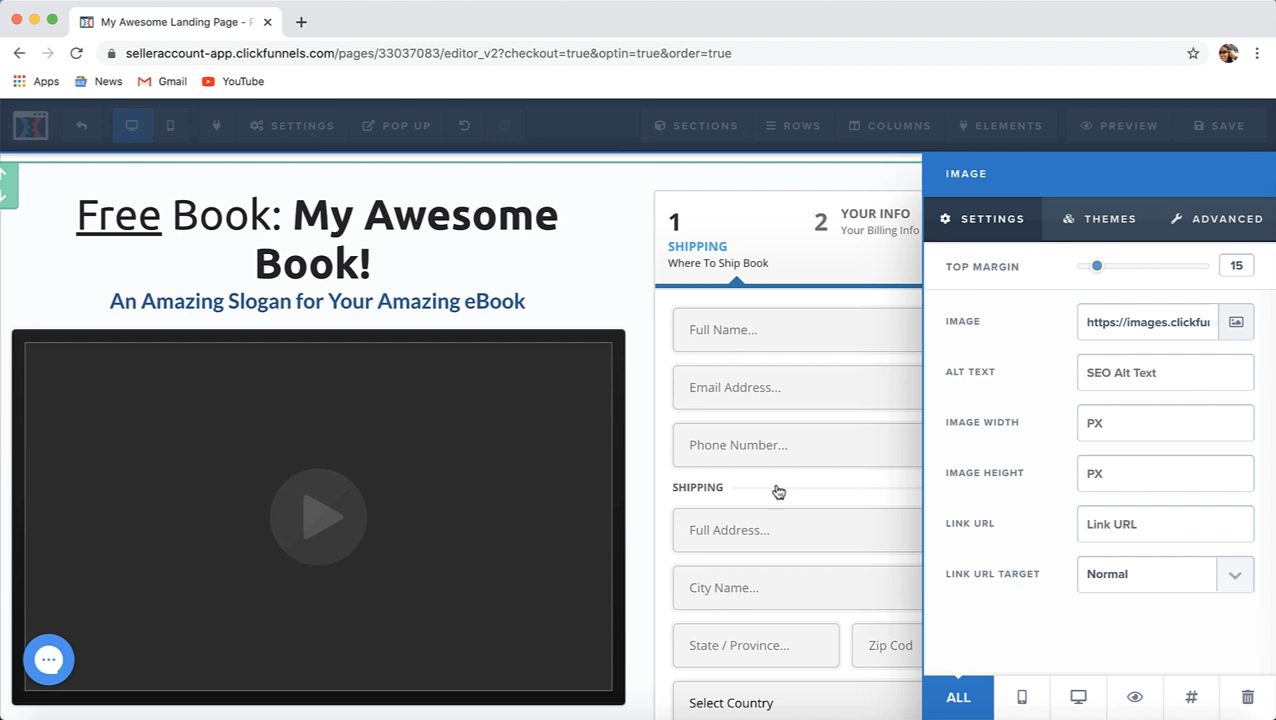 My Awesome Landing Page - P
selleraccount-app.clickfunnels.com/pages/33037083/editor_v2?checkout=true&optin=true&order=true
Apps
News
Gmail
YouTube
SETTINGS
POP UP
SECTIONS
ROWS
COLUMNS
ELEMENTS
PREVIEW
SAVE
Free Book: My Awesome
Book!
An Amazing Slogan for Your Amazing eBook
1
SHIPPING
Where To Ship Book
2
YOUR INFO
Your Billing Info
Full Name...
Email Address...
Phone Number...
SHIPPING
Full Address...
City Name...
State / Province...
Zip Cod
Select Country
IMAGE
SETTINGS
THEMES
ADVANCED
TOP MARGIN
15
IMAGE
https://images.clickfu
ALT TEXT
SEO Alt Text
IMAGE WIDTH
PX
IMAGE HEIGHT
PX
LINK URL
Link URL
LINK URL TARGET
Normal
ALL
#